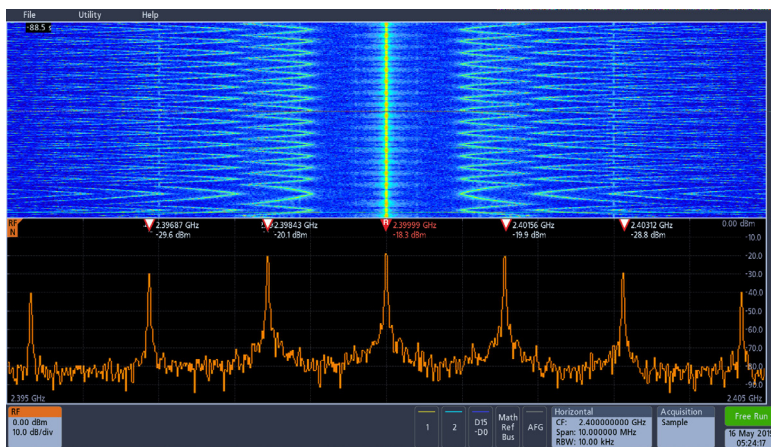 File Utility Help
-88.5 s
2.39687 GHz
-29.6 dBm
2.39843 GHz
-20.1 dBm
R
2.39999 GHz
-18.3 dBm
2.40156 GHz
-19.9 dBm
2.40312 GHz
-28.8 dBm
0.00 dBm
RF
N
-10.0
-20.0
-30.0
-40.0
-50.0
-60.0
-70.0
-80.0
-90.0
2.395 GHz
2.405 GHz
RF
0.00 dBm
10.0 dB/div
1
2
D15
-D0
Math
Ref
Bus
AFG
Horizontal
CF: 2.400000000 GHz
Span: 10.000000 MHz
RBW: 10.00 kHz
Acquisition
Sample
Free Run
05:24:17